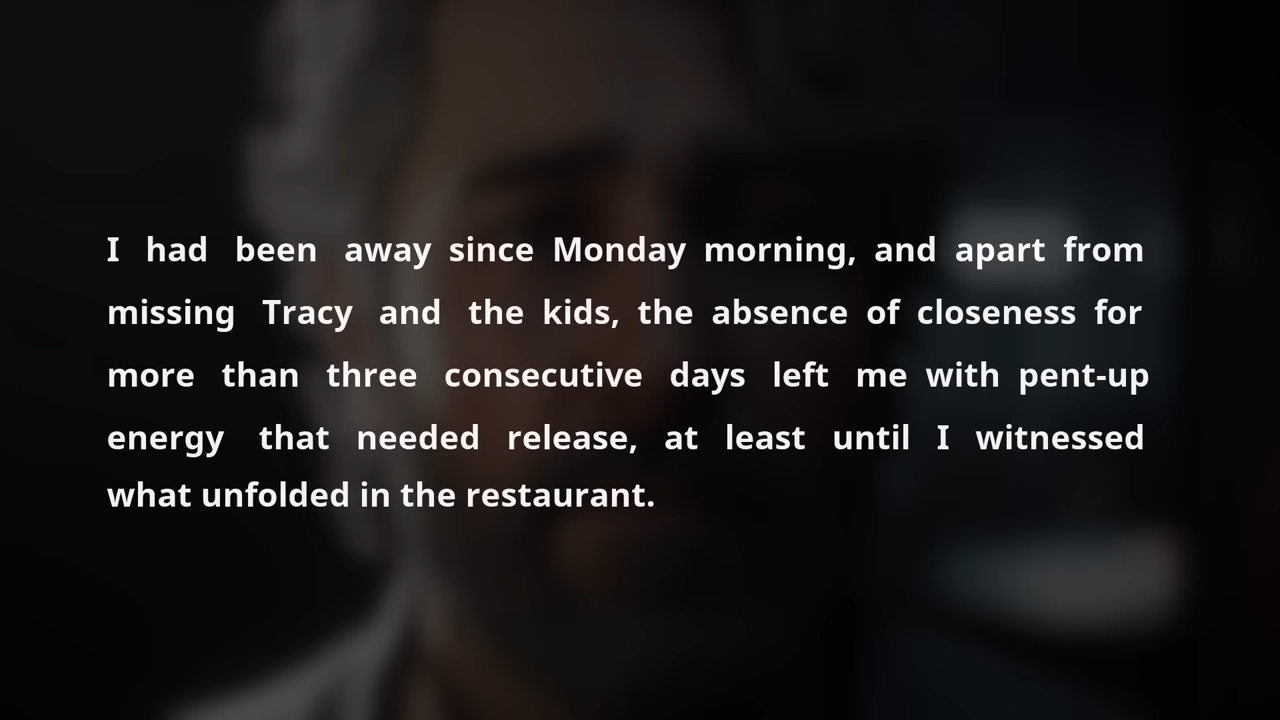 I had been away since Monday morning, and apart from
missing Tracy and the kids, the absence of closeness for
more than three consecutive days left me with pent-up
energy that needed release, at least until I witnessed
what unfolded in the restaurant.